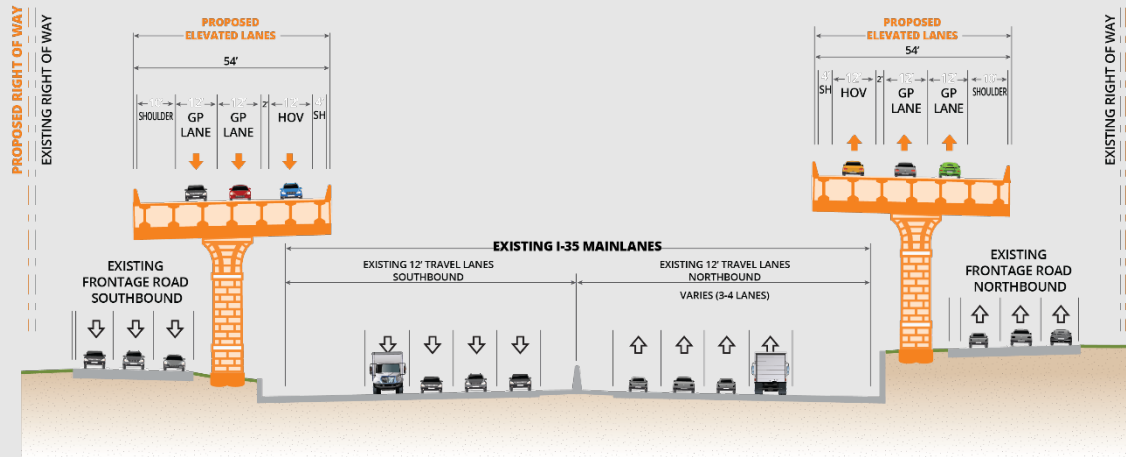 PROPOSED RIGHT OF WAY
EXISTING RIGHT OF WAY
PROPOSED
ELEVATED LANES
54'
12'
12'
2'
12'
4'
SHOULDER
GP
LANE
GP
LANE
HOV
SH
PROPOSED
ELEVATED LANES
54'
4'
12'
2'
12'
12'
SH
HOV
GP
LANE
GP
LANE
SHOULDER
EXISTING RIGHT OF WAY
EXISTING
FRONTAGE ROAD
SOUTHBOUND
EXISTING I-35 MAINLANES
EXISTING 12' TRAVEL LANES
SOUTHBOUND
EXISTING 12' TRAVEL LANES
NORTHBOUND
VARIES (3-4 LANES)
EXISTING
FRONTAGE ROAD
NORTHBOUND